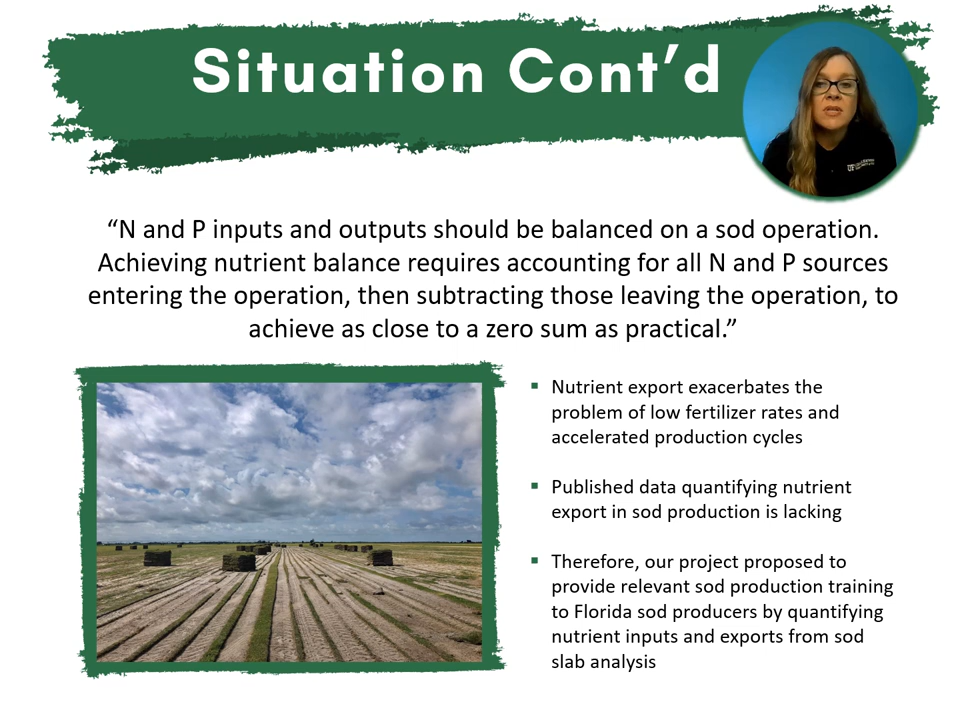 Situation Cont’d
“N and P inputs and outputs should be balanced on a sod operation.
Achieving nutrient balance requires accounting for all N and P sources
entering the operation, then subtracting those leaving the operation, to
achieve as close to a zero sum as practical.”
▪ Nutrient export exacerbates the
problem of low fertilizer rates and
accelerated production cycles
▪ Published data quantifying nutrient
export in sod production is lacking
▪ Therefore, our project proposed to
provide relevant sod production training
to Florida sod producers by quantifying
nutrient inputs and exports from sod
slab analysis